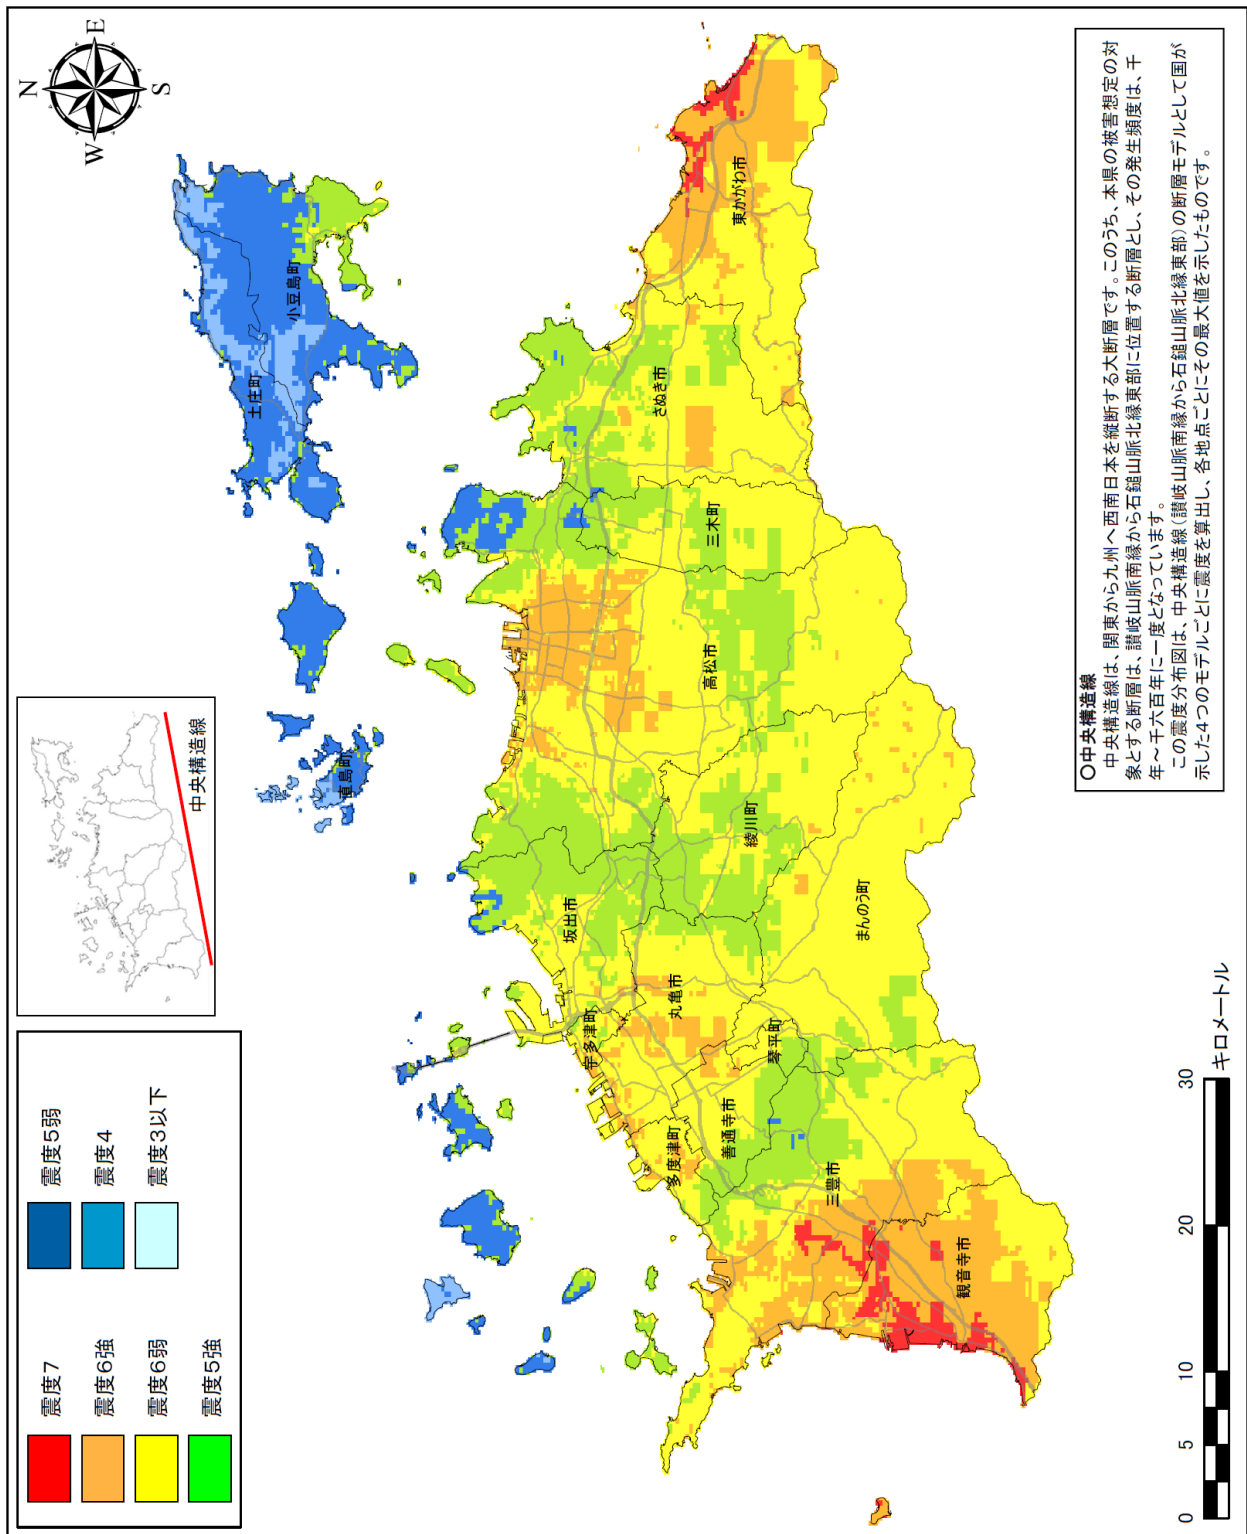 震度7
震度6強
震度6弱
震度5強
震度5弱
震度4
震度3以下
中央構造線
N
E
S
W
土庄町
小豆島町
直島町
東かがわ市
さぬき市
三木町
高松市
綾川町
坂出市
宇多津町
丸亀市
まんのう町
琴平町
善通寺市
多度津町
三豊市
観音寺市
0 5 10 20 30
キロメートル
〇中央構造線
中央構造線は、関東から九州へ西南日本を縦断する大断層です。このうち、本県の被害想定の対
象とする断層は、讃岐山脈南縁から石鎚山脈北縁東部に位置する断層とし、その発生頻度は、千
年～千六百年に一度となっています。
この震度分布図は、中央構造線(讃岐山脈南縁から石鎚山脈北縁東部)の断層モデルとして国が
示した4つのモデルごとに震度を算出し、各地点ごとにその最大値を示したものです。